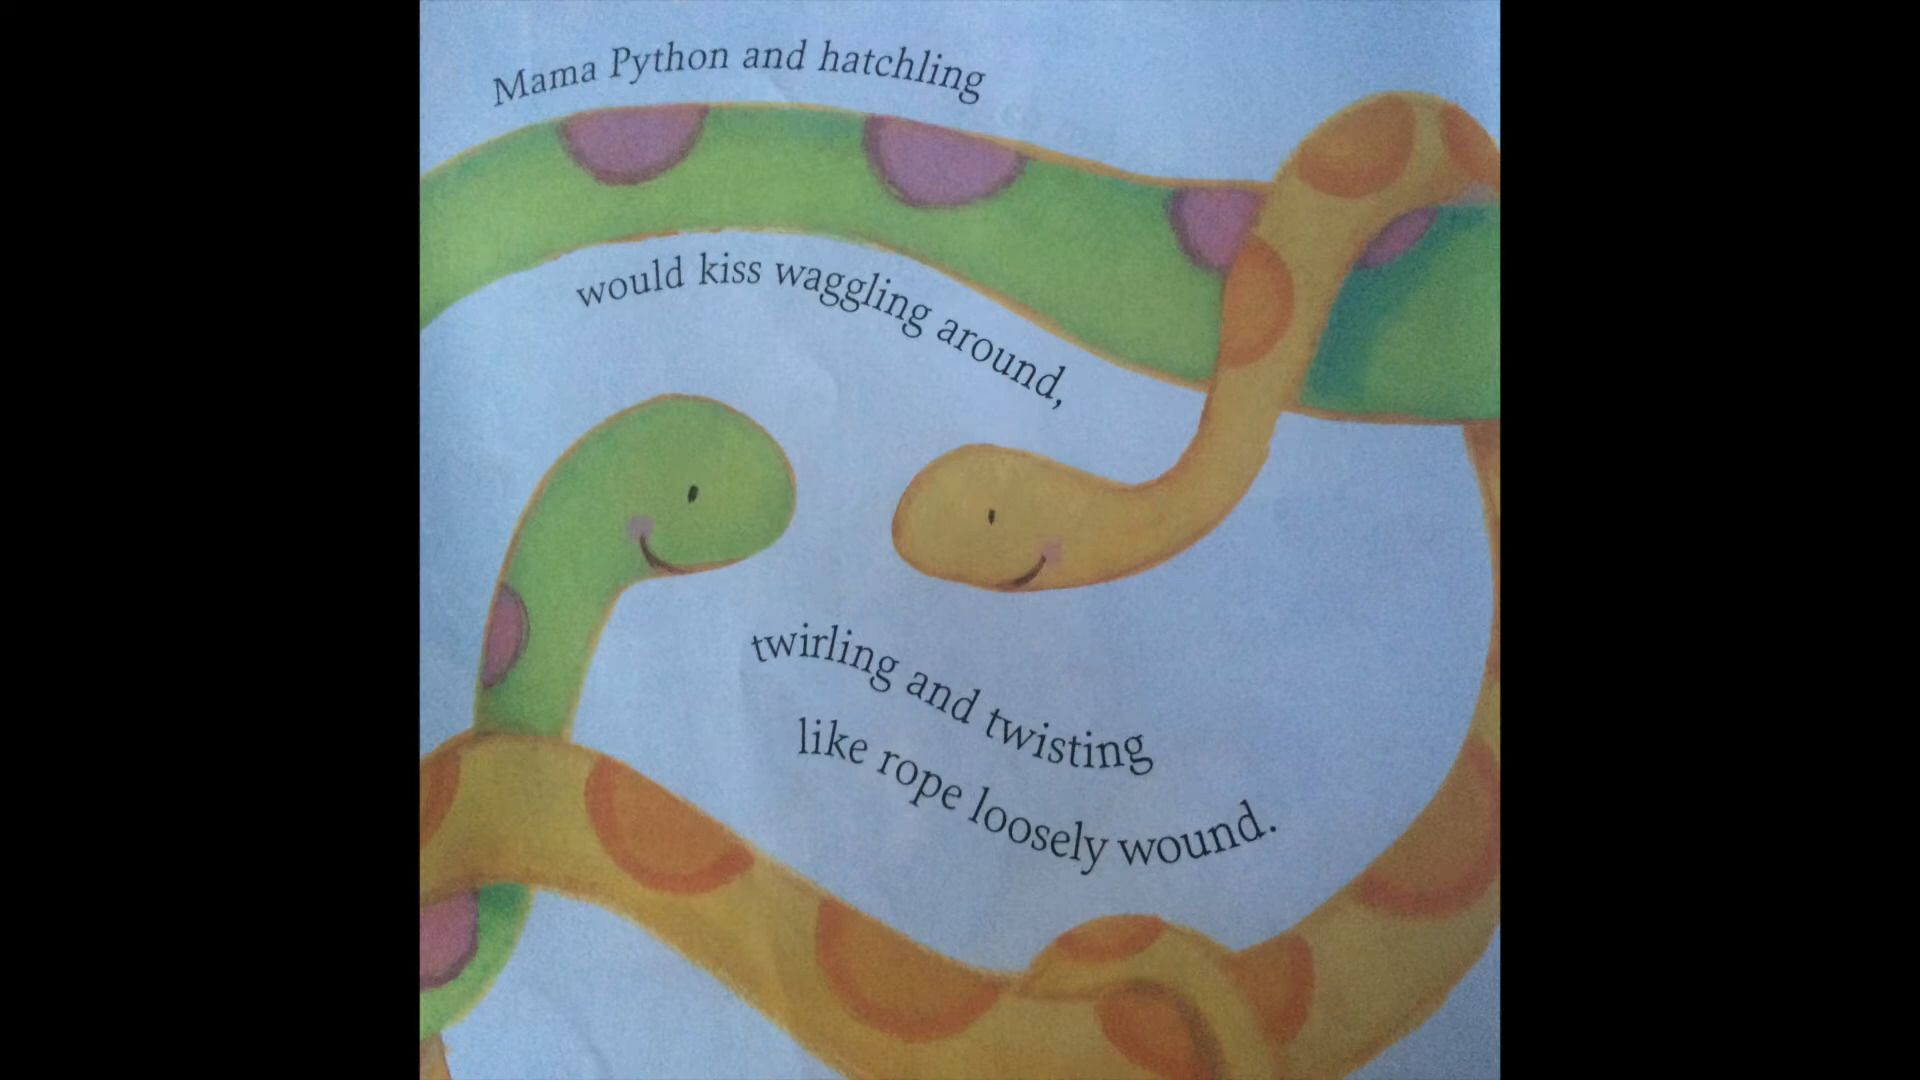 Mama Python and hatchling
would kiss waggling around,
twirling and twisting
like rope loosely wound.